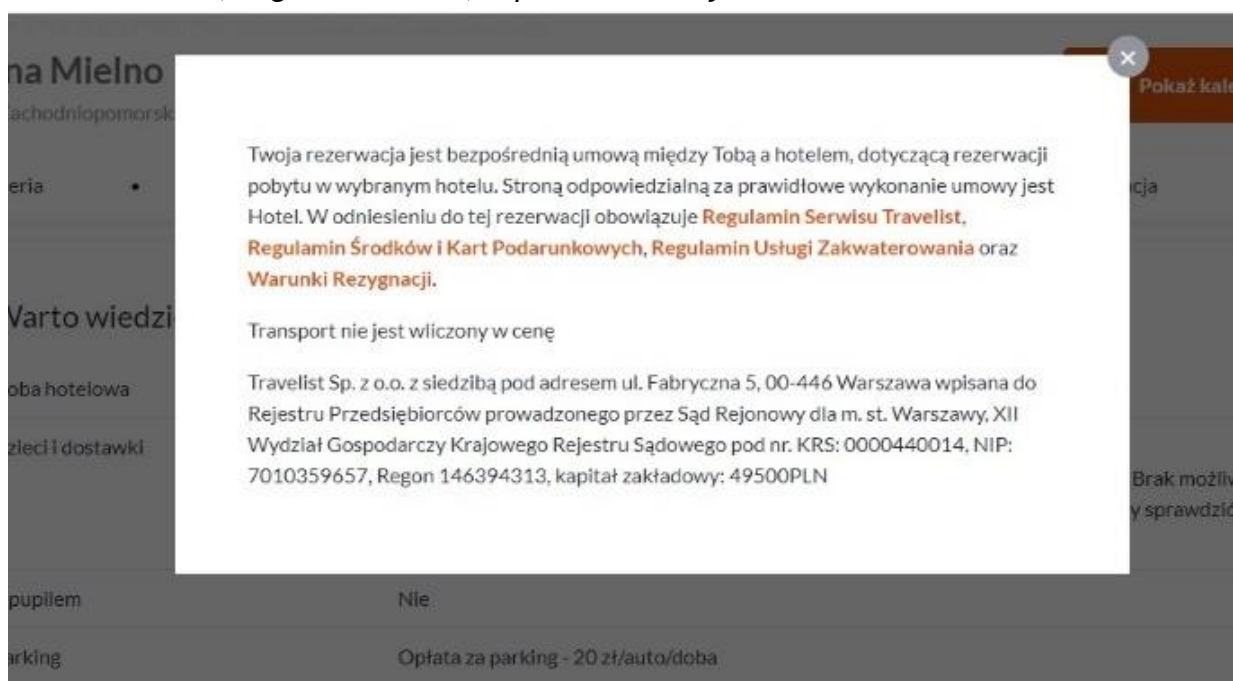 na Mielno
Pokaż kale
achodniopomorsk
Twoja rezerwacja jest bezpośrednią umową między Tobą a hotelem, dotyczącą rezerwacji
pobytu w wybranym hotelu. Stroną odpowiedzialną za prawidłowe wykonanie umowy jest
eria •
cja
Hotel. W odniesieniu do tej rezerwacji obowiązuje Regulamin Serwisu Travelist,
Regulamin Środków i Kart Podarunkowych, Regulamin Usługi Zakwaterowania oraz
Warunki Rezygnacji.
Warto wiedzi
Transport nie jest wliczony w cenę
oba hotelowa
Travelist Sp. z o.o. z siedzibą pod adresem ul. Fabryczna 5, 00-446 Warszawa wpisana do
Rejestru Przedsiębiorców prowadzonego przez Sąd Rejonowy dla m. st. Warszawy, XII
zieci i dostawki
Wydział Gospodarczy Krajowego Rejestru Sądowego pod nr. KRS: 0000440014, NIP:
7010359657, Regon 146394313, kapitał zakładowy: 49500PLN
Brak możliw
y sprawdzić
pupilem
Nie
arking
Opłata za parking - 20 zł/auto/doba